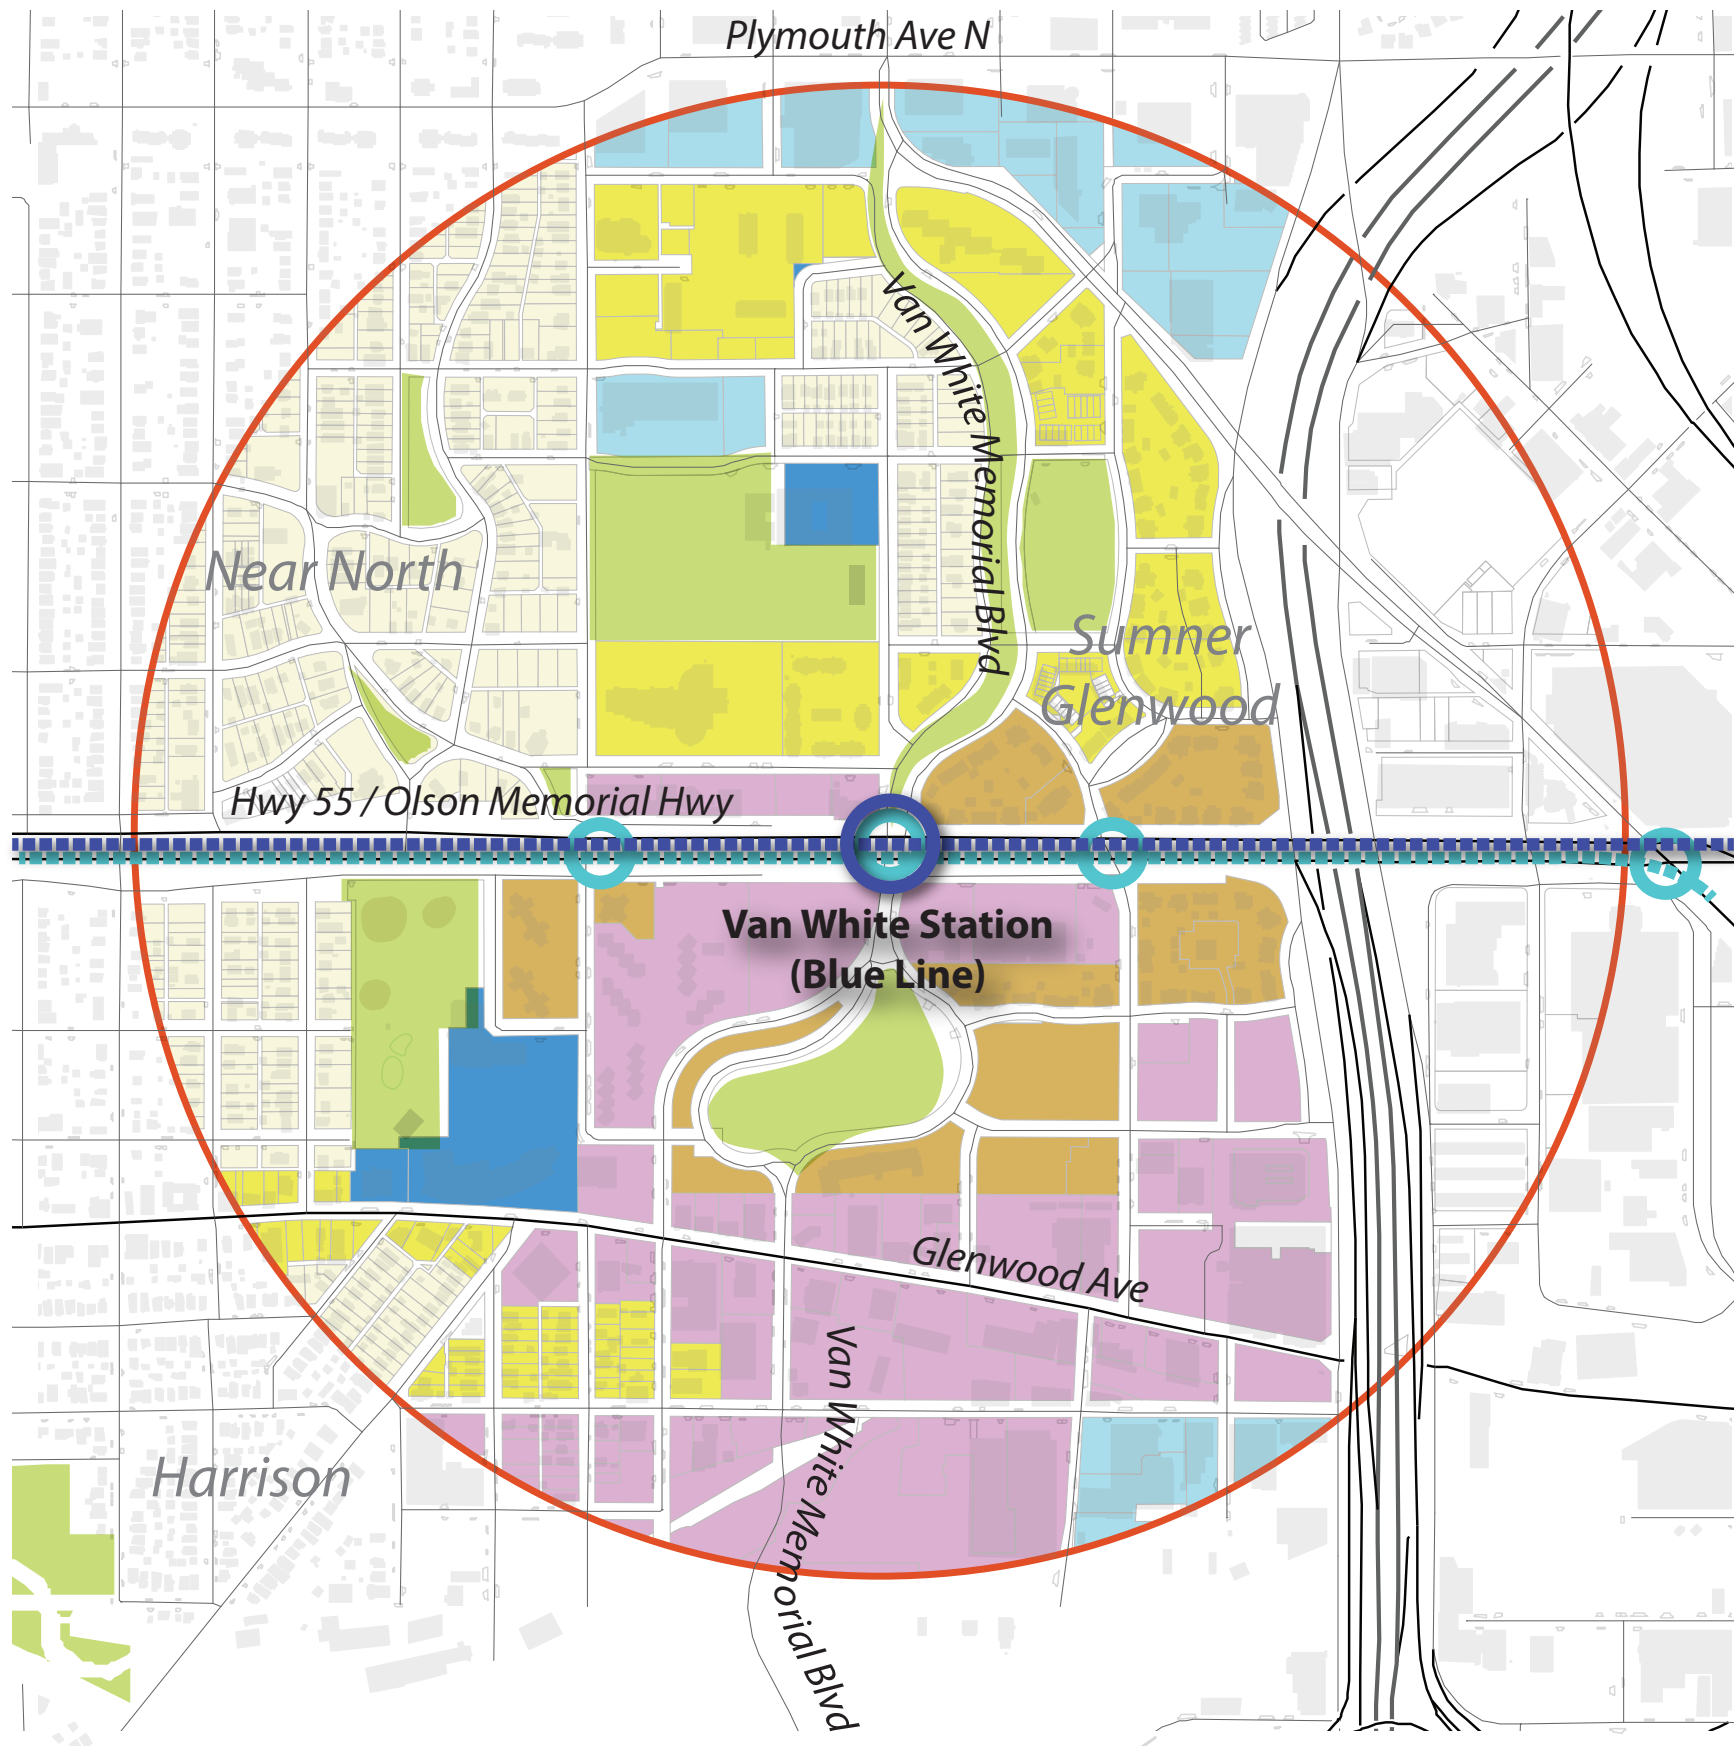 Plymouth Ave N
Van White Memorial Blvd
Near North
Sumner
Glenwood
Hwy 55 / Olson Memorial Hwy
Van White Station
(Blue Line)
Glenwood Ave
Van White Memorial Blvd
Harrison